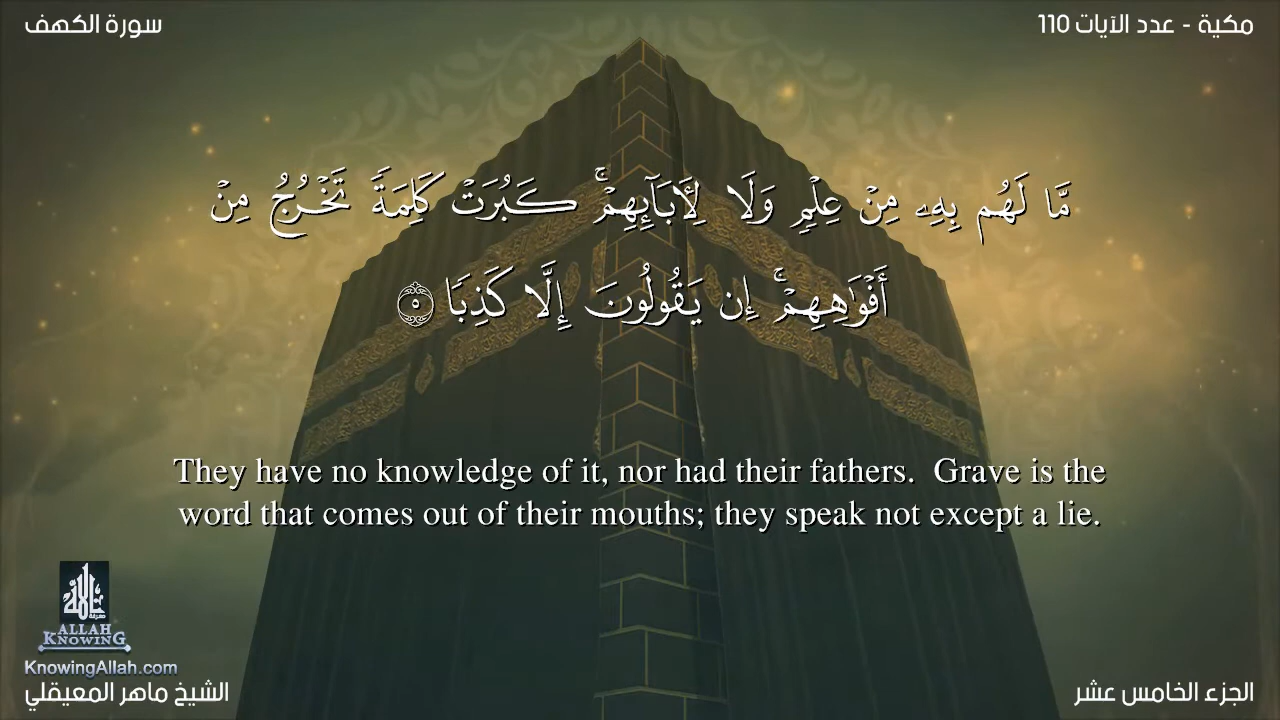 مكية - عدد الآيات 110
سورة الكهف
مَّا لَهُم بِهِۦ مِنْ عِلْمٍ وَلَا لِأٓبَآئِهِمْ ۚ كَبُرَتْ كَلِمَةً تَخْرُجُ مِنْ
أَفْوَٰهِهِمْ ۚ إِن يَقُولُونَ إِلَّا كَذِبًا ٥
They have no knowledge of it, nor had their fathers. Grave is the
word that comes out of their mouths; they speak not except a lie.
ALLAH
KNOWING
KnowingAllah.com
الجزء الخامس عشر
الشيخ ماهر المعيقلي